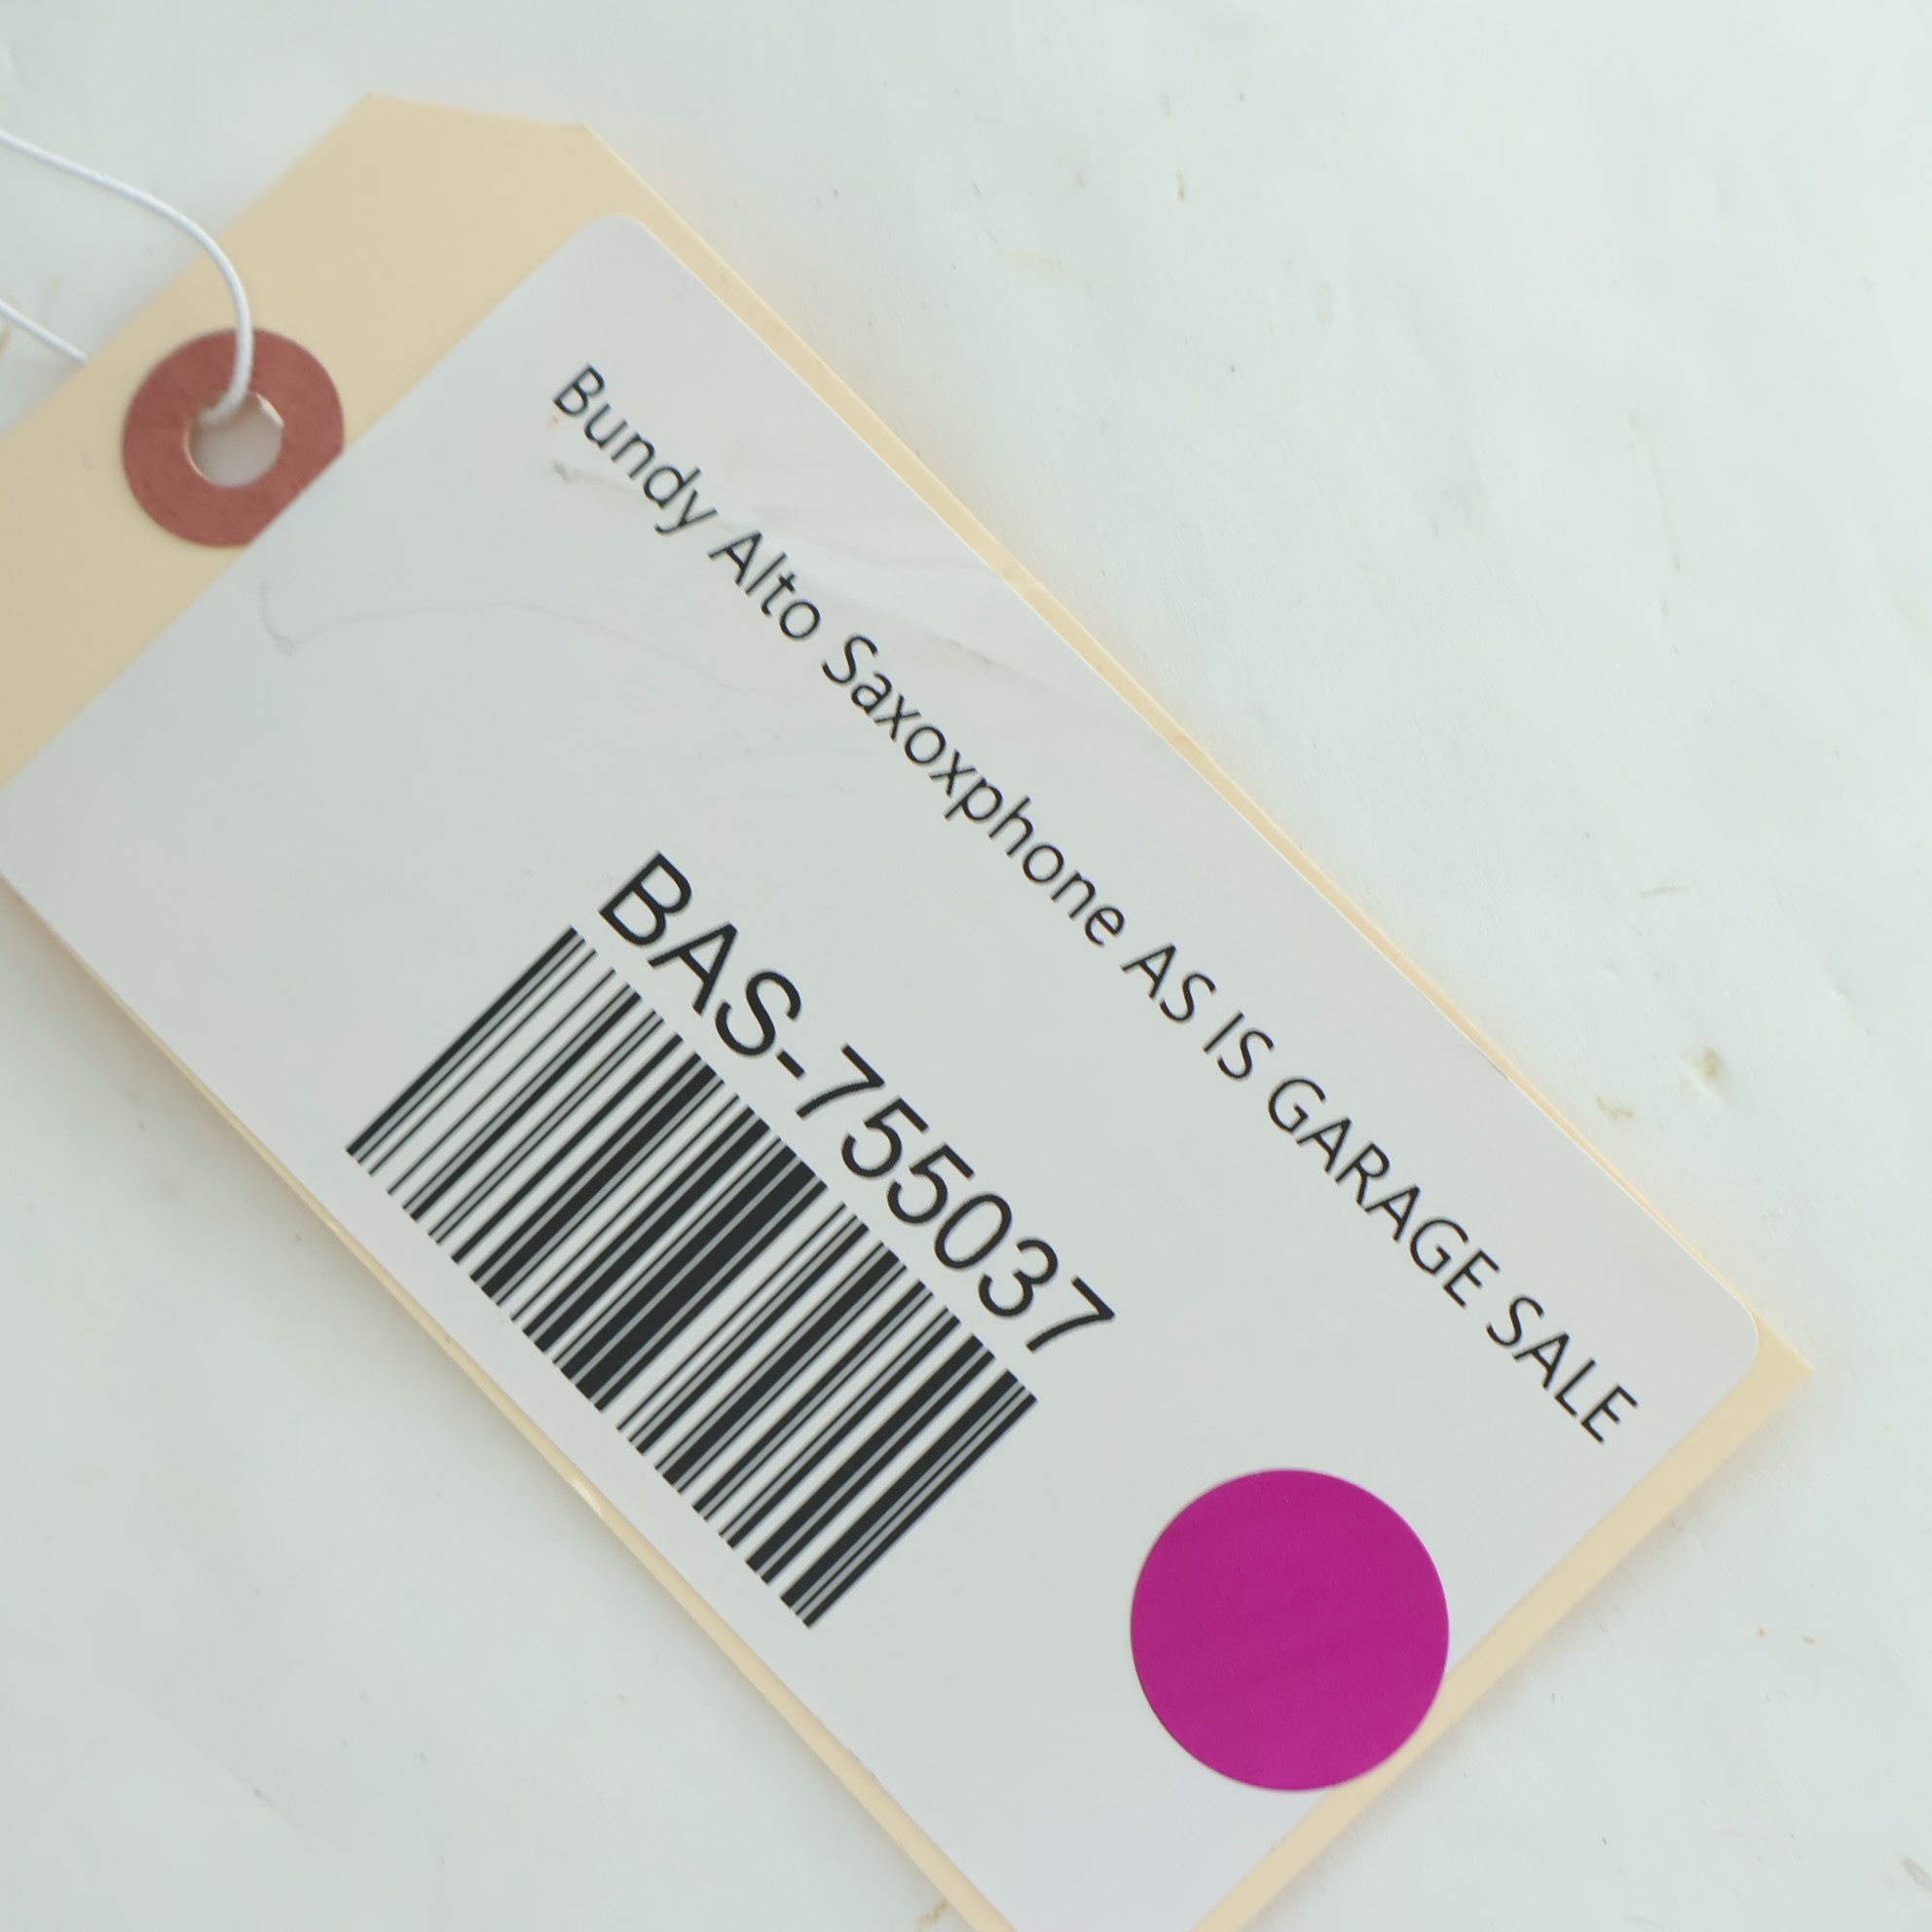 Bundy Alto Saxoxphone AS IS GARAGE SALE
BAS-755037